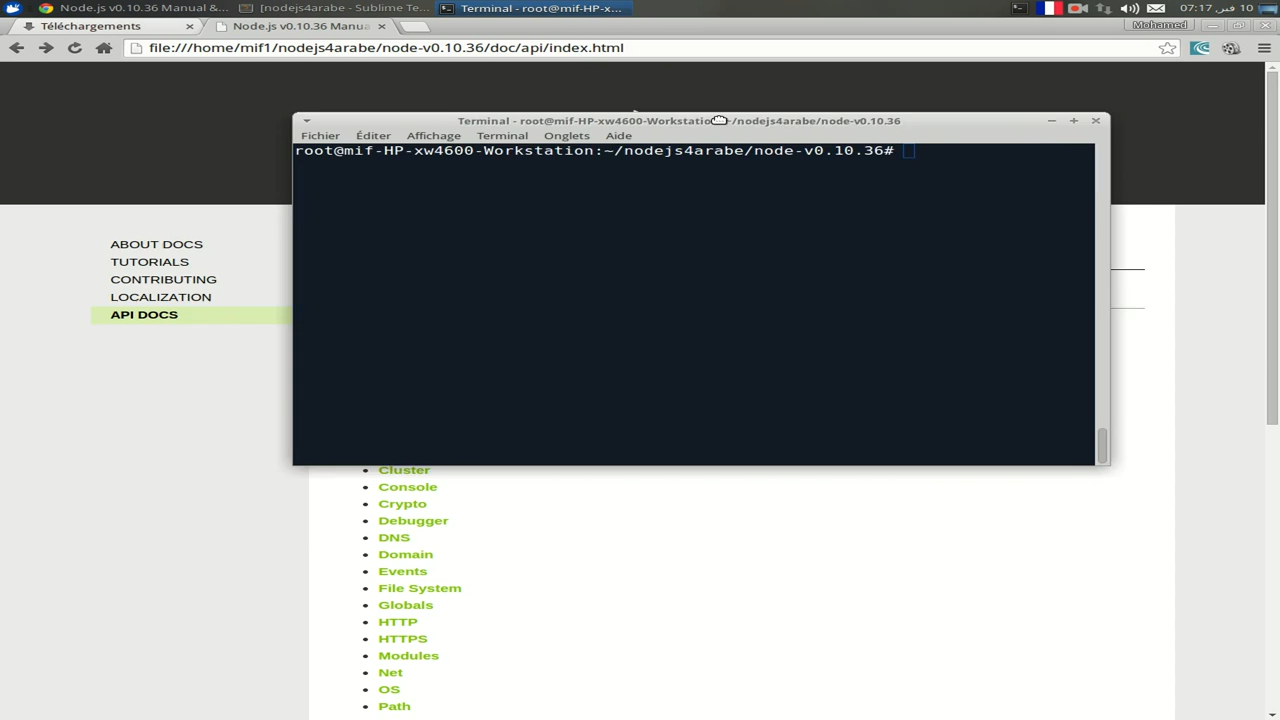 Node.js v0.10.36 Manual &...
[nodejs4arabe - Sublime Te...
Terminal - root@mif-HP-x...
10 فبر, 07:17
Téléchargements
Node.js v0.10.36 Manua
Mohamed
file:///home/mif1/nodejs4arabe/node-v0.10.36/doc/api/index.html
Terminal - root@mif-HP-xw4600-Workstation:~/nodejs4arabe/node-v0.10.36
Fichier Éditer Affichage Terminal Onglets Aide
root@mif-HP-xw4600-Workstation:~/nodejs4arabe/node-v0.10.36#
ABOUT DOCS
TUTORIALS
CONTRIBUTING
LOCALIZATION
API DOCS
Cluster
Console
Crypto
Debugger
DNS
Domain
Events
File System
Globals
HTTP
HTTPS
Modules
Net
OS
Path